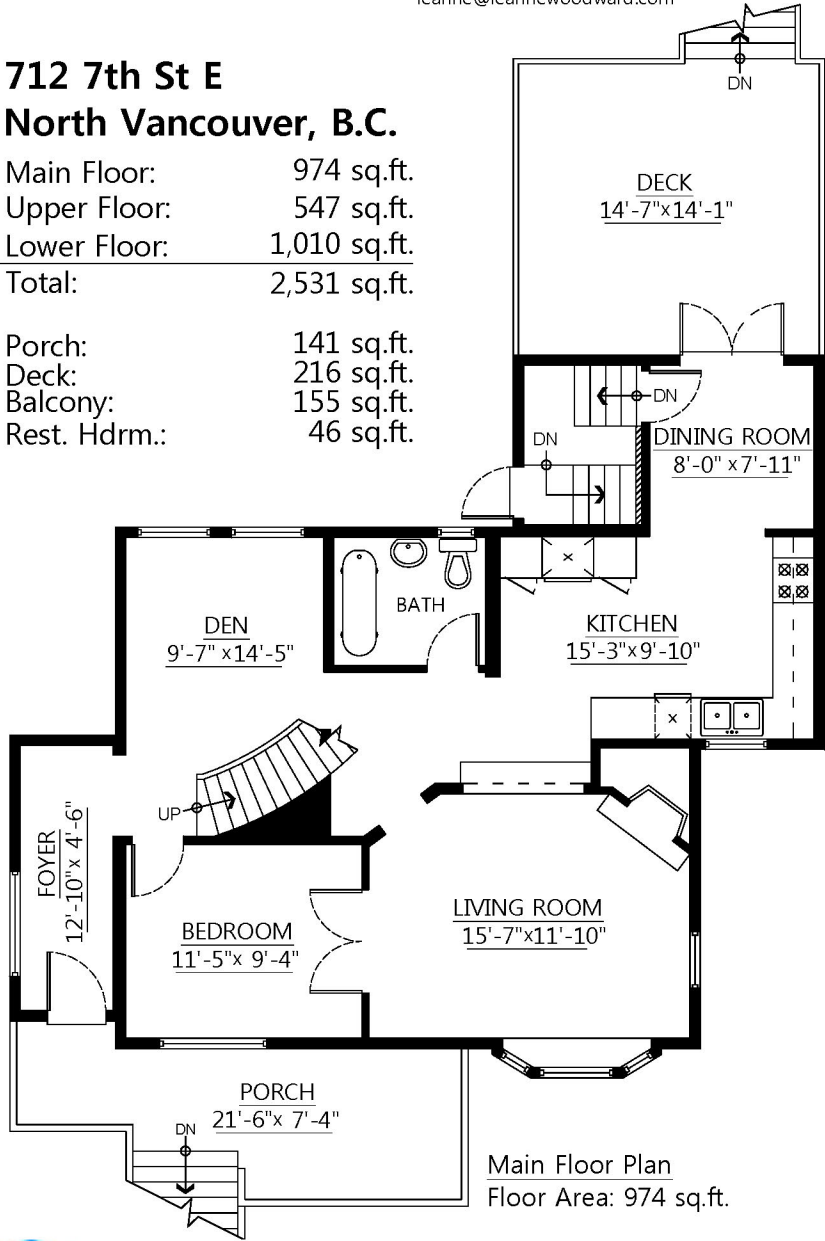 leanne@leannewoodward.com
712 7th St E
North Vancouver, B.C.
Main Floor: 974 sq.ft.
Upper Floor: 547 sq.ft.
Lower Floor: 1,010 sq.ft.
Total: 2,531 sq.ft.
Porch: 141 sq.ft.
Deck: 216 sq.ft.
Balcony: 155 sq.ft.
Rest. Hdrm.: 46 sq.ft.
DN
DECK
14'-7"x14'-1"
DN
DN
DINING ROOM
8'-0" x7'-11"
x
BATH
DEN
9'-7" x14'-5"
KITCHEN
15'-3"x9'-10"
x
UP
FOYER
12'-10"x 4'-6"
BEDROOM
11'-5"x 9'-4"
LIVING ROOM
15'-7"x11'-10"
PORCH
21'-6"x 7'-4"
DN
Main Floor Plan
Floor Area: 974 sq.ft.